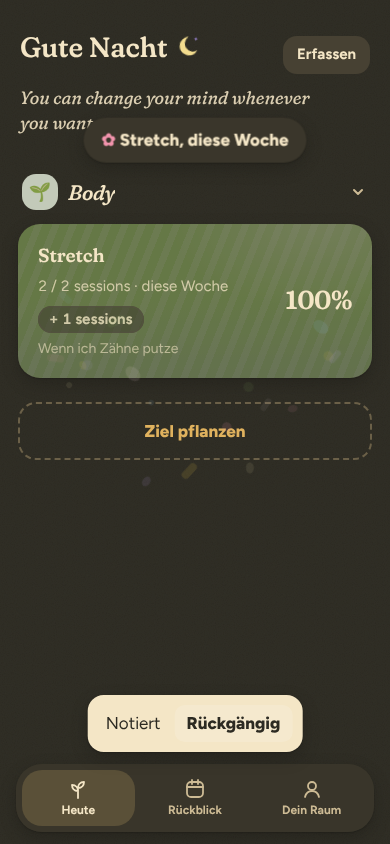 Gute Nacht
Erfassen
You can change your mind whenever
you want
Stretch, diese Woche
Body
Stretch
2 / 2 sessions · diese Woche
100%
+ 1 sessions
Wenn ich Zähne putze
Ziel pflanzen
Notiert Rückgängig
Heute Rückblick Dein Raum